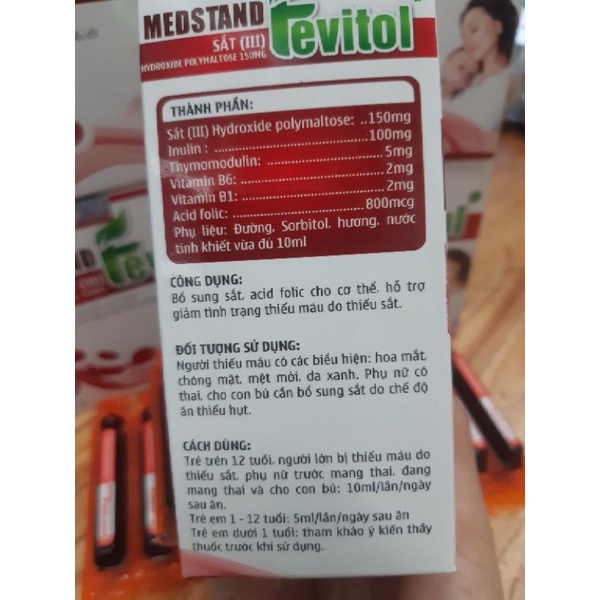 MEDSTAND
Fevitol
SẮT (III)
HYDROXIDE POLYMALTOSE 150MG
THÀNH PHẦN:
Sắt (III) Hydroxide polymaltose: ..150mg
Inulin : ........................100mg
Thymomodulin: ........................5mg
Vitamin B6: ........................2mg
Vitamin B1: ........................2mg
Acid folic: ........................800mcg
Phụ liệu: Đường, Sorbitol, hương, nước
tinh khiết vừa đủ 10ml
CÔNG DỤNG:
Bổ sung sắt, acid folic cho cơ thể, hỗ trợ
giảm tình trạng thiếu máu do thiếu sắt.
ĐỐI TƯỢNG SỬ DỤNG:
Người thiếu máu có các biểu hiện: hoa mắt,
chóng mặt, mệt mỏi, da xanh. Phụ nữ có
thai, cho con bú cần bổ sung sắt do chế độ
ăn thiếu hụt.
CÁCH DÙNG:
Trẻ trên 12 tuổi, người lớn bị thiếu máu do
thiếu sắt, phụ nữ trước mang thai, đang
mang thai và cho con bú: 10ml/lần/ngày
sau ăn.
Trẻ em 1 - 12 tuổi: 5ml/lần/ngày sau ăn
Trẻ em dưới 1 tuổi: tham khảo ý kiến thầy
thuốc trước khi sử dụng.